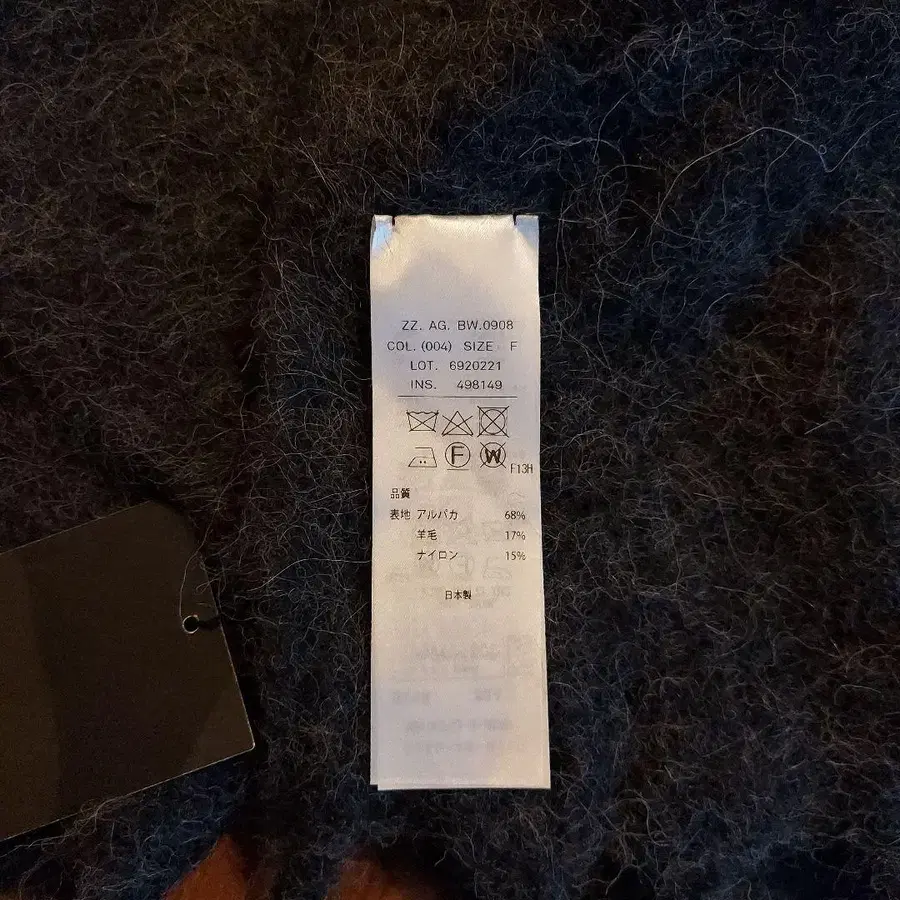 ZZ. AG. BW.0908
COL. (004) SIZE F
LOT. 6920221
INS. 498149
F W F13H
品質
表地 アルパカ 68%
羊毛 17%
ナイロン 15%
日本製